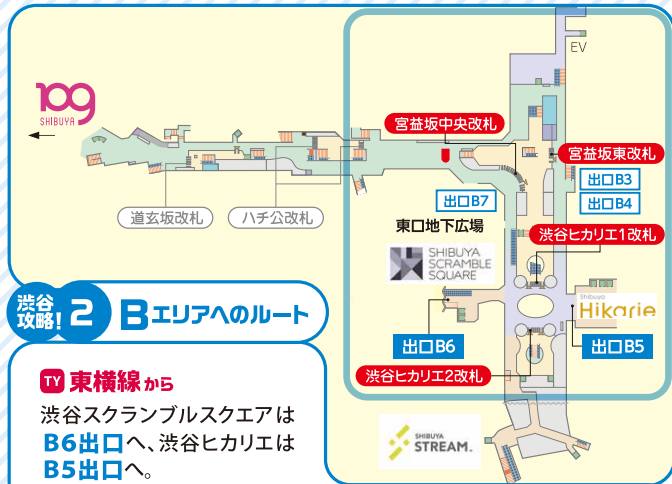 EV
109
SHIBUYA
宮益坂中央改札
宮益坂東改札
出口B3
出口B4
出口B7
道玄坂改札
ハチ公改札
東口地下広場
渋谷ヒカリエ1改札
SHIBUYA
SCRAMBLE
SQUARE
Shibuya
Hikarie
出口B6
出口B5
渋谷ヒカリエ2改札
SHIBUYA
STREAM.
渋谷
攻略!
2
Bエリアへのルート
TY 東横線から
渋谷スクランブルスクエアは
B6出口へ、渋谷ヒカリエは
B5出口へ。